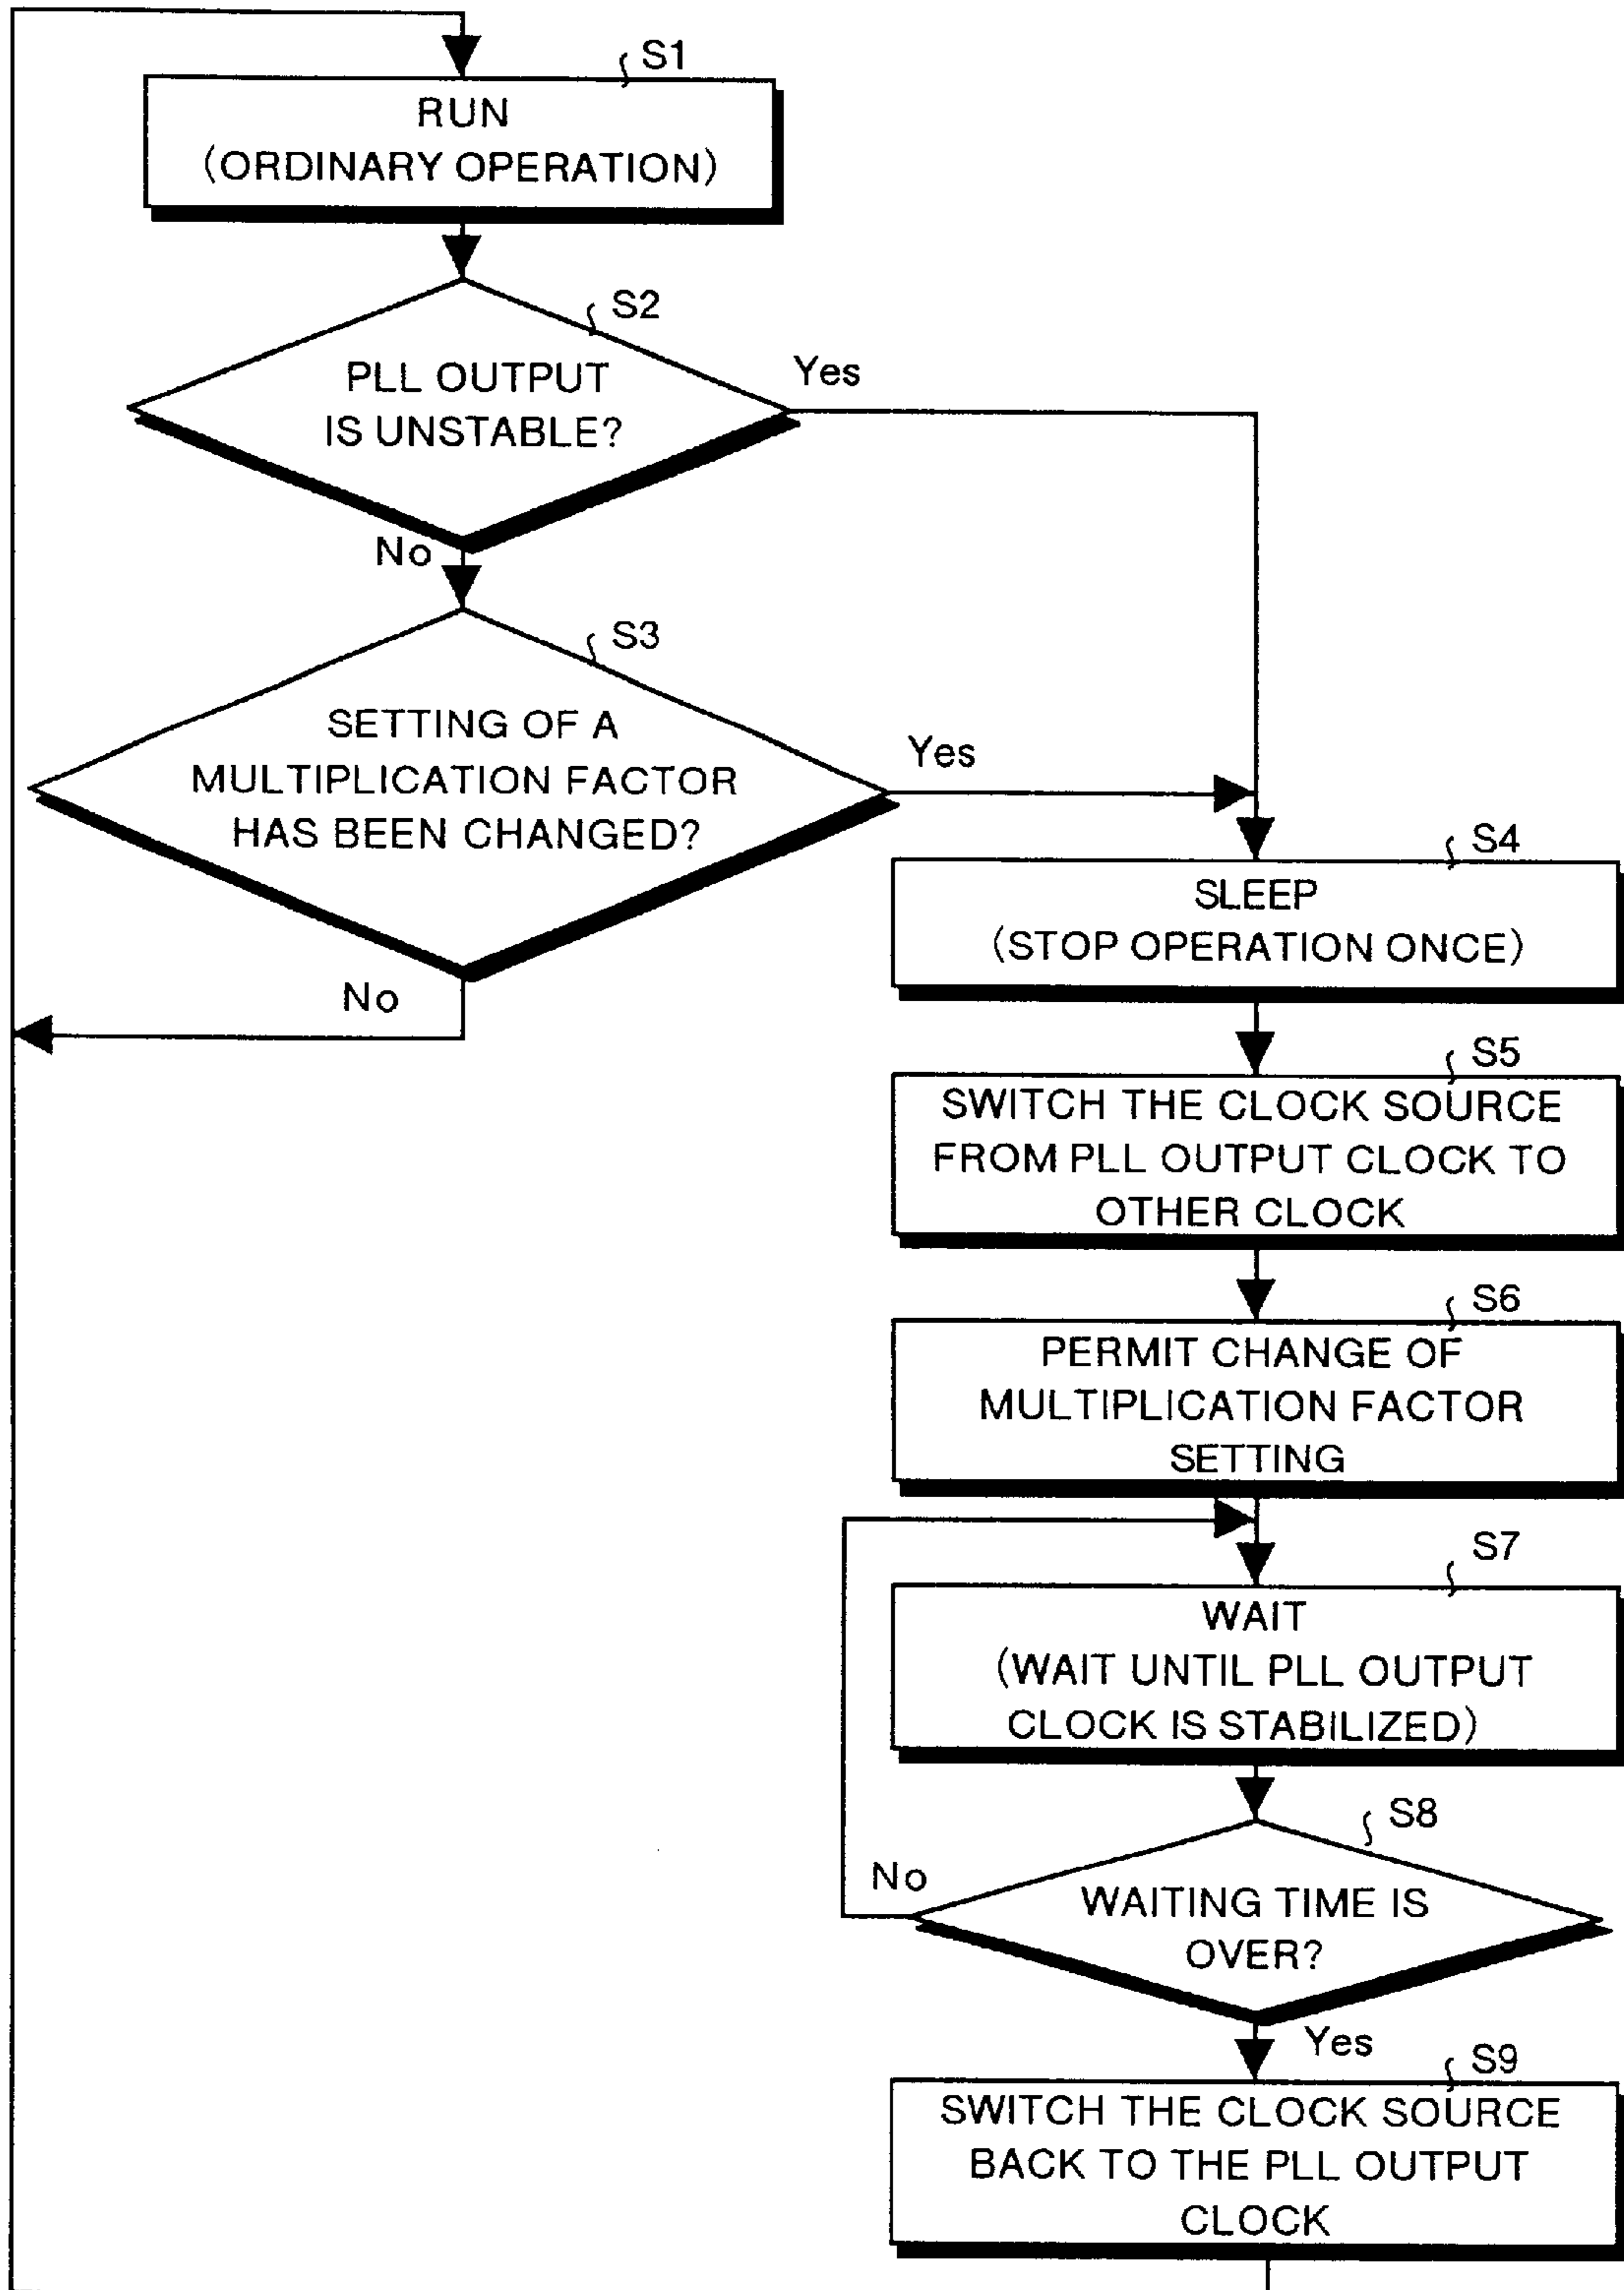 S1
RUN
(ORDINARY OPERATION)
S2
PLL OUTPUT
IS UNSTABLE?
Yes
No
S3
SETTING OF A
MULTIPLICATION FACTOR
HAS BEEN CHANGED?
Yes
No
S4
SLEEP
(STOP OPERATION ONCE)
S5
SWITCH THE CLOCK SOURCE
FROM PLL OUTPUT CLOCK TO
OTHER CLOCK
S6
PERMIT CHANGE OF
MULTIPLICATION FACTOR
SETTING
S7
WAIT
(WAIT UNTIL PLL OUTPUT
CLOCK IS STABILIZED)
S8
WAITING TIME IS
OVER?
No
Yes
S9
SWITCH THE CLOCK SOURCE
BACK TO THE PLL OUTPUT
CLOCK